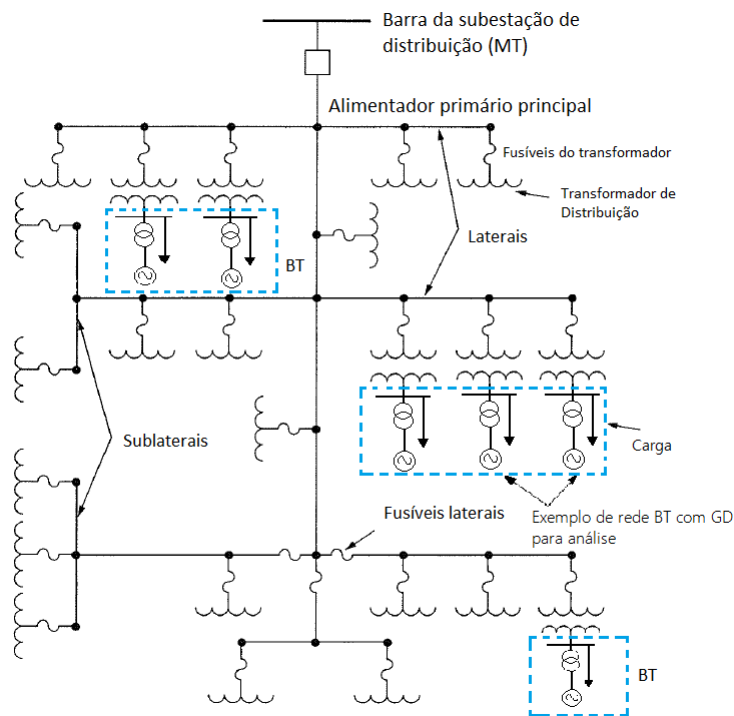 Barra da subestação de
distribuição (MT)
Alimentador primário principal
Fusíveis do transformador
Transformador de
Distribuição
Laterais
BT
Sublaterais
Carga
Exemplo de rede BT com GD
para análise
Fusíveis laterais
BT